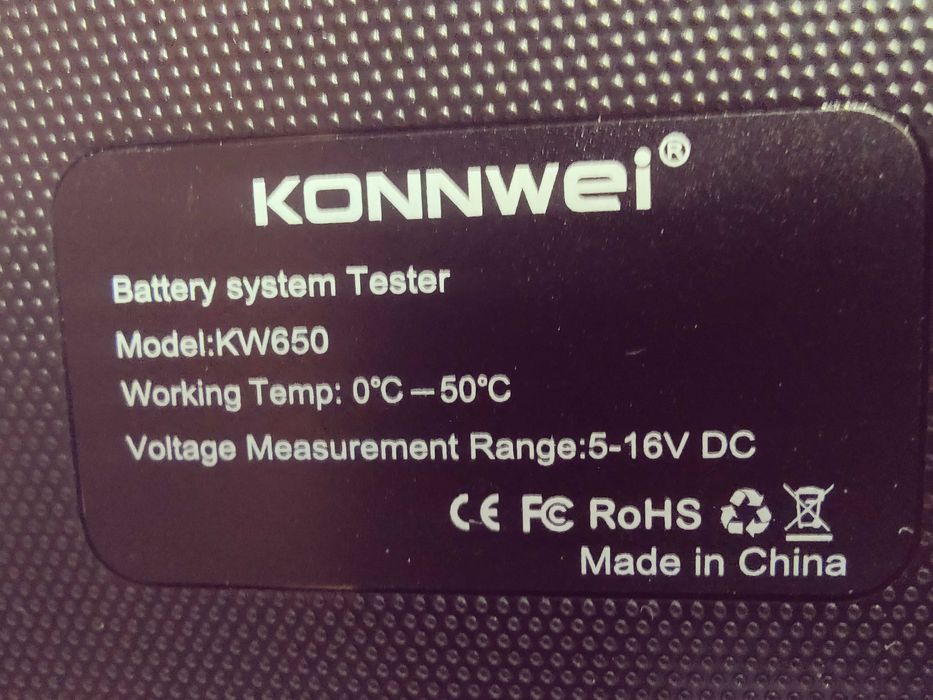 KONNWEI®
Battery system Tester
Model:KW650
Working Temp: 0°C — 50°C
Voltage Measurement Range:5-16V DC
CE FC RoHS
Made in China